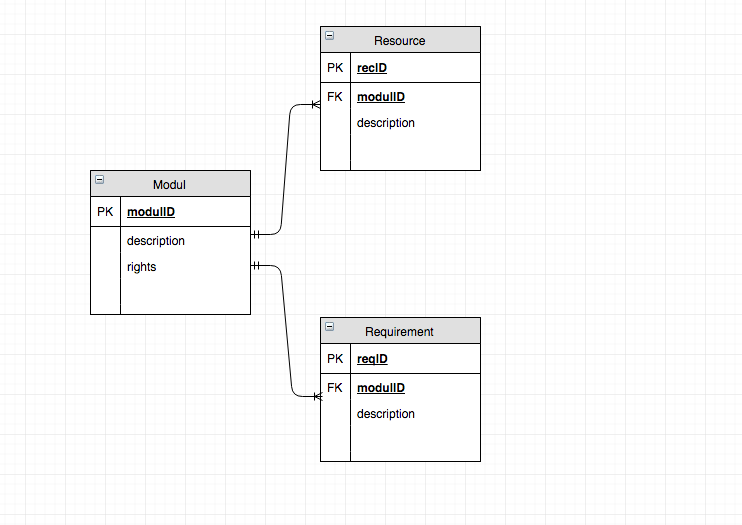 Resource
PK recID
FK modulID
description
Modul
PK modulID
description
rights
Requirement
PK reqID
FK modulID
description